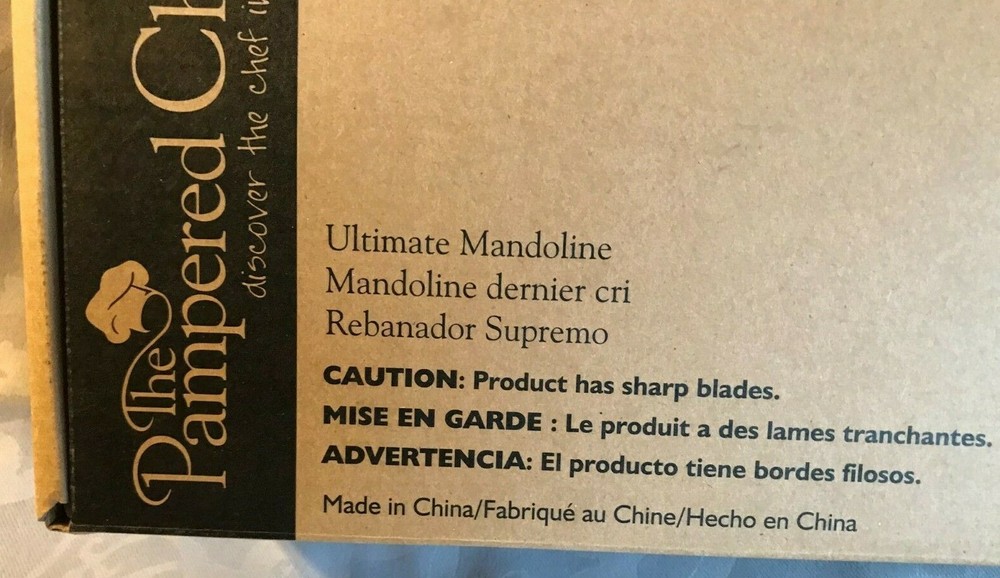 The
Pampered Ch
discover the chef in
Ultimate Mandoline
Mandoline dernier cri
Rebanador Supremo
CAUTION: Product has sharp blades.
MISE EN GARDE : Le produit a des lames tranchantes.
ADVERTENCIA: El producto tiene bordes filosos.
Made in China/Fabriqué au Chine/Hecho en China